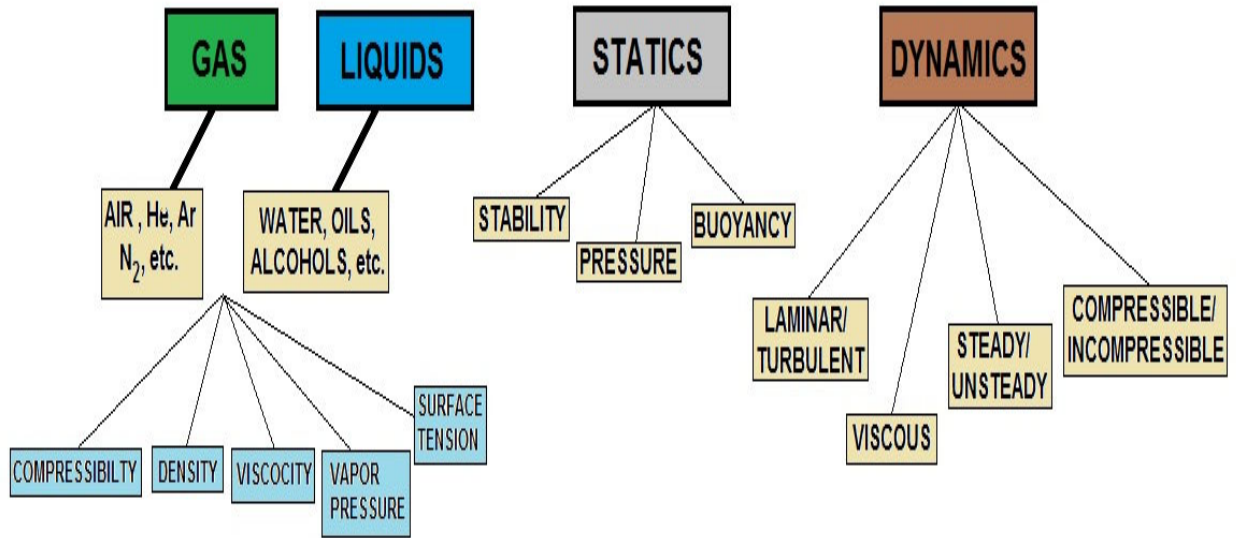 GAS
LIQUIDS
STATICS
DYNAMICS
AIR , He, Ar
N2, etc.
WATER, OILS,
ALCOHOLS, etc.
STABILITY
PRESSURE
BUOYANCY
LAMINAR/
TURBULENT
VISCOUS
STEADY/
UNSTEADY
COMPRESSIBLE/
INCOMPRESSIBLE
COMPRESSIBILTY
DENSITY
VISCOCITY
VAPOR
PRESSURE
SURFACE
TENSION